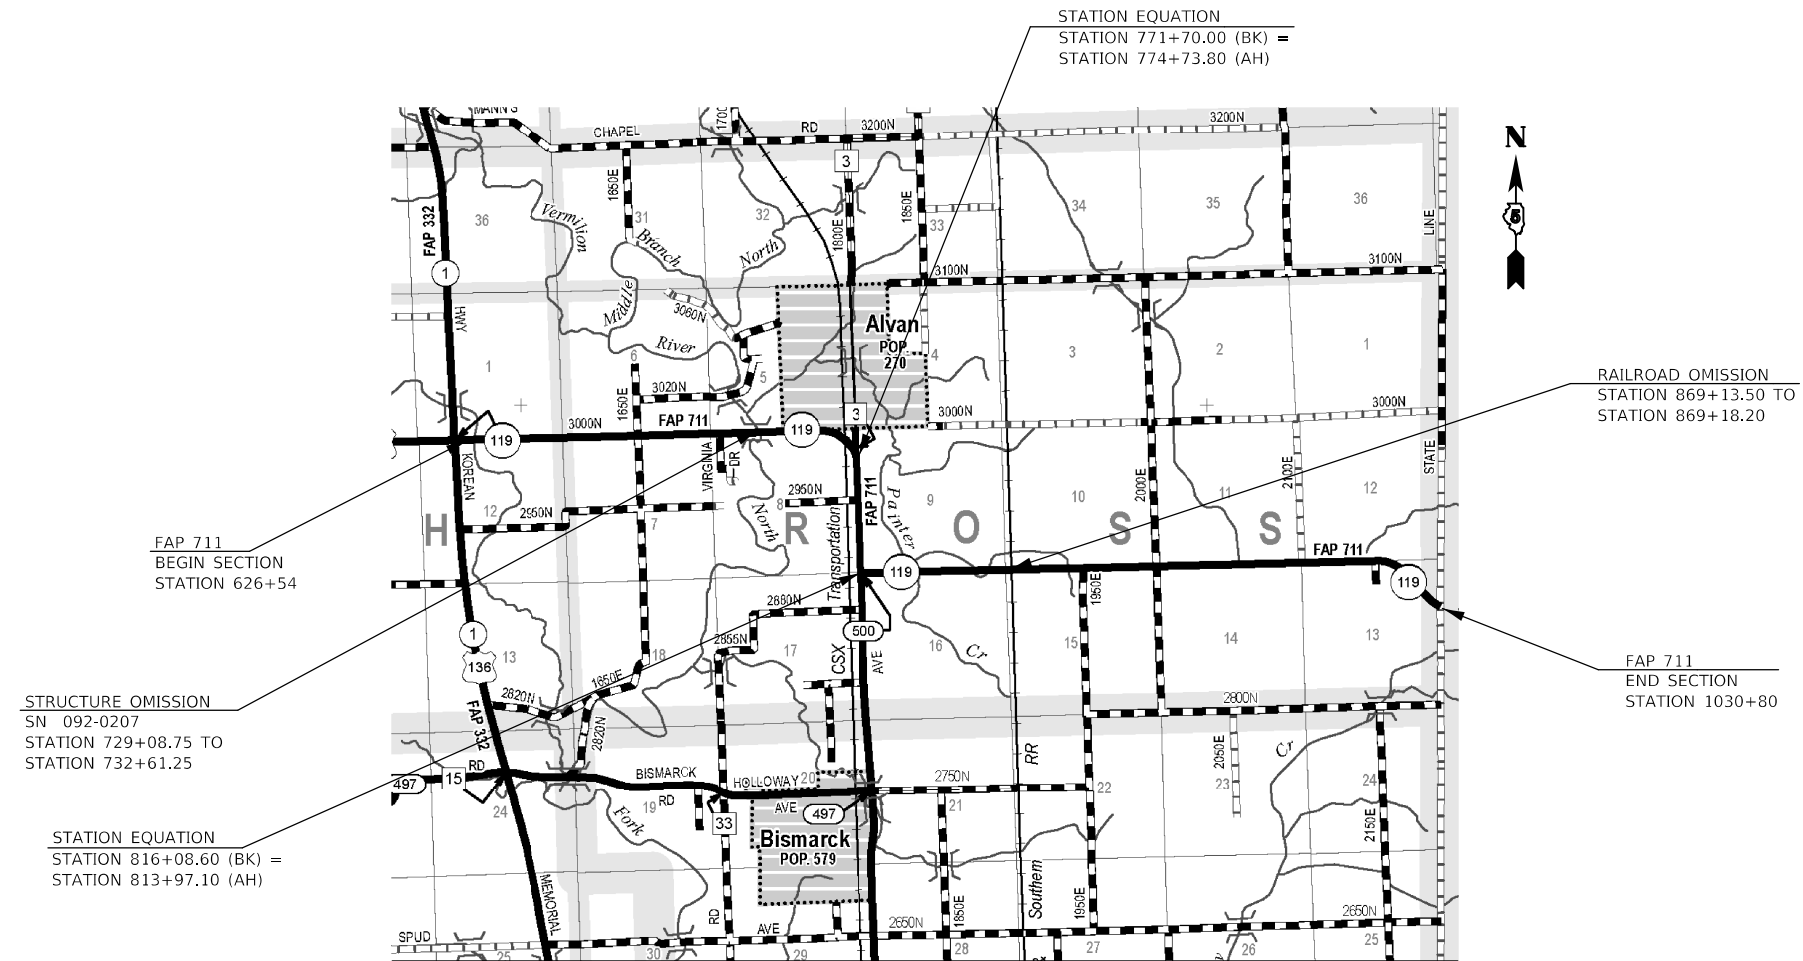 STATION EQUATION
STATION 771+70.00 (BK) =
STATION 774+73.80 (AH)
N
5
CHAPEL
RD
3200N
3200N
3
1650E
1850E
1800E
36
31
32
33
34
35
36
FAP 332
Vermilion
Branch
North
Middle
River
LINE
1
HWY
3100N
3100N
3060N
Alvan
POP.
270
1
6
5
4
3
2
1
3020N
1650E
RAILROAD OMISSION
STATION 869+13.50 TO
STATION 869+18.20
3000N
FAP 711
119
119
3
3000N
3000N
KOREAN
VIRGINIA
DR
FAP 711
Painter
2000E
2100E
STATE
12
2950N
7
8
2950N
9
10
11
12
H
R
O
S
S
North
Transportation
FAP 711
BEGIN SECTION
STATION 626+54
119
FAP 711
119
1950E
2880N
500
2855N
1
136
13
18
17
CSX
AVE
16
Cr
15
14
13
FAP 711
END SECTION
STATION 1030+80
STRUCTURE OMISSION
SN 092-0207
STATION 729+08.75 TO
STATION 732+61.25
2820N
1650E
2820N
FAP 332
2800N
RR
2050E
Cr
497
15
RD
BISMARCK
RD
HOLLOWAY
AVE
20
2750N
24
19
33
497
21
22
23
24
Fork
Bismarck
POP. 579
2150E
STATION EQUATION
STATION 816+08.60 (BK) =
STATION 813+97.10 (AH)
MEMORIAL
RD
1850E
Southern
1950E
SPUD
AVE
2650N
2650N
25
30
29
28
27
26
25